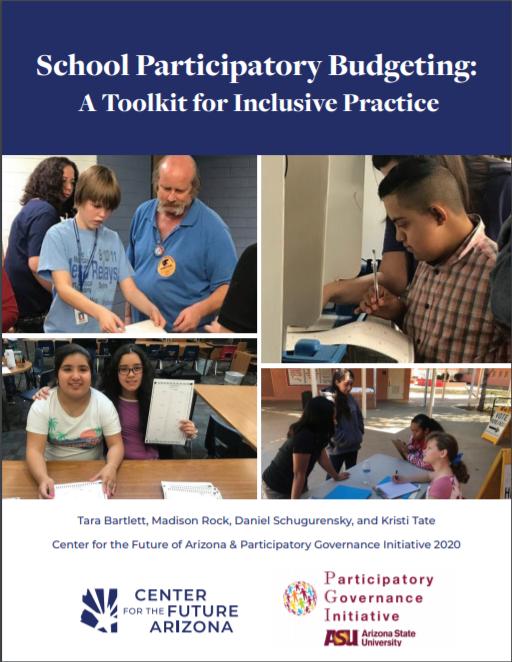 School Participatory Budgeting:
A Toolkit for Inclusive Practice
VOTE
Tara Bartlett, Madison Rock, Daniel Schugurensky, and Kristi Tate
Center for the Future of Arizona & Participatory Governance Initiative 2020
CENTER
FOR THE FUTURE
ARIZONA
Participatory
Governance
Initiative
ASU Arizona State
University